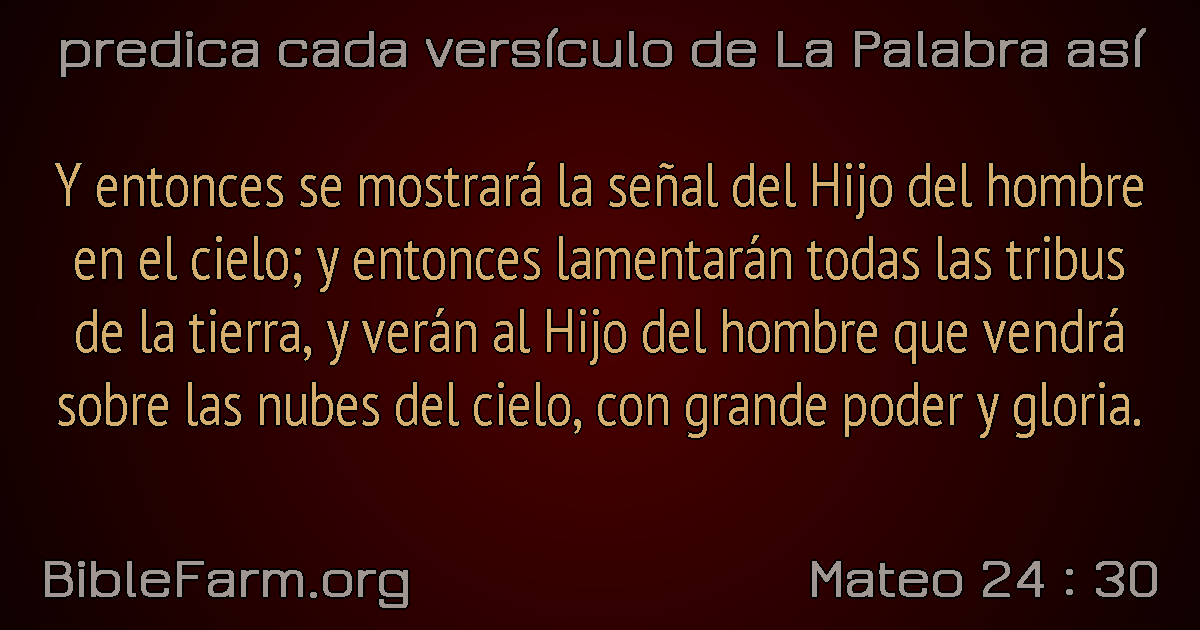 predica cada versículo de La Palabra así
Y entonces se mostrará la señal del Hijo del hombre
en el cielo; y entonces lamentarán todas las tribus
de la tierra, y verán al Hijo del hombre que vendrá
sobre las nubes del cielo, con grande poder y gloria.
BibleFarm.org
Mateo 24 : 30